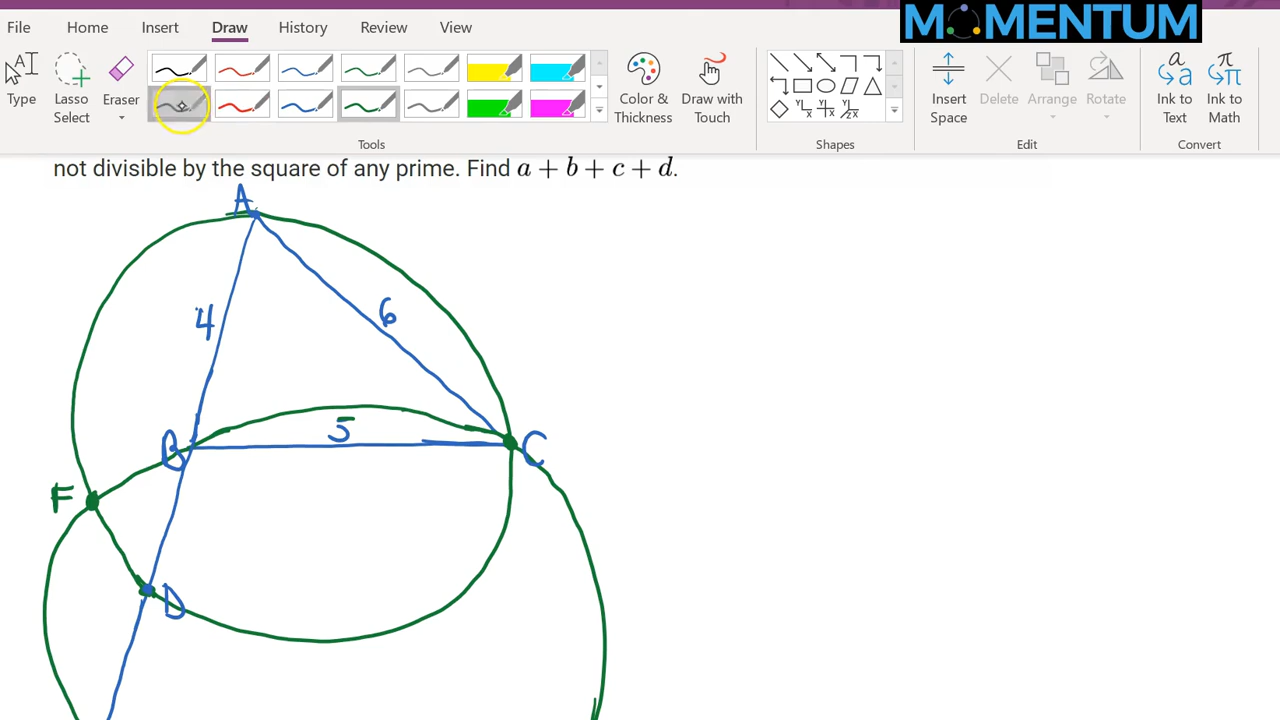 MOMENTUM
File Home Insert Draw History Review View
Type
Lasso Select
Eraser
Color & Thickness
Draw with Touch
Insert Space
Delete
Arrange
Rotate
Ink to Text
Ink to Math
Tools
Shapes
Edit
Convert
not divisible by the square of any prime. Find a + b + c + d.
A
4
6
B
5
C
F
D